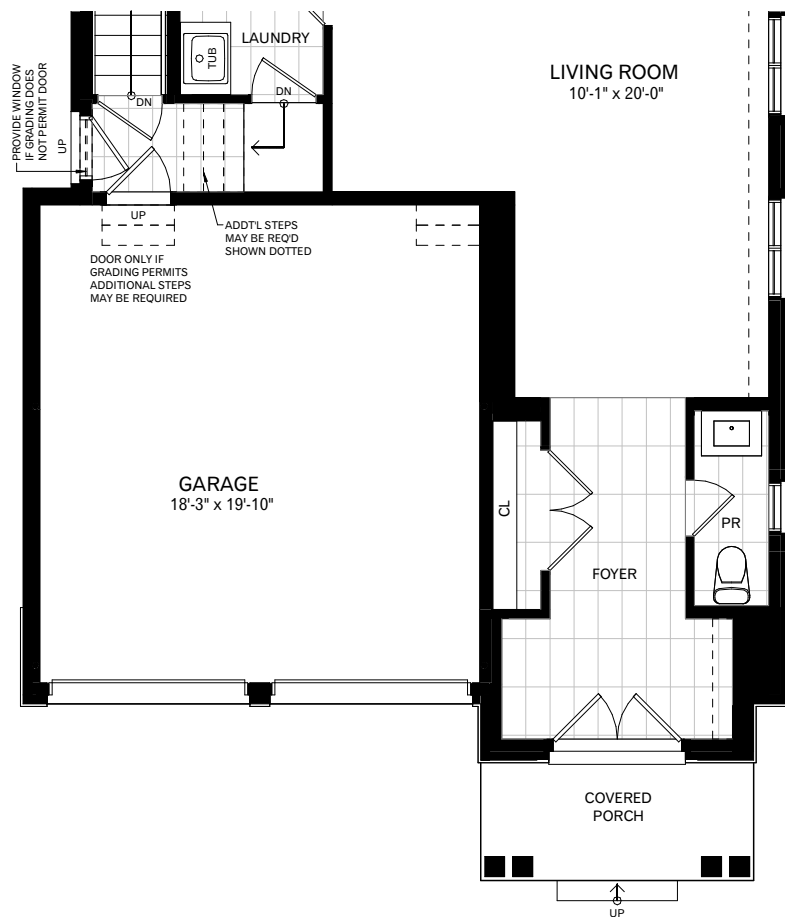 LAUNDRY
TUB
DN
DN
LIVING ROOM
10'-1" x 20'-0"
PROVIDE WINDOW
IF GRADING DOES
NOT PERMIT DOOR
UP
UP
ADDT'L STEPS
MAY BE REQ'D
SHOWN DOTTED
DOOR ONLY IF
GRADING PERMITS
ADDITIONAL STEPS
MAY BE REQUIRED
GARAGE
18'-3" x 19'-10"
CL
PR
FOYER
COVERED
PORCH
UP